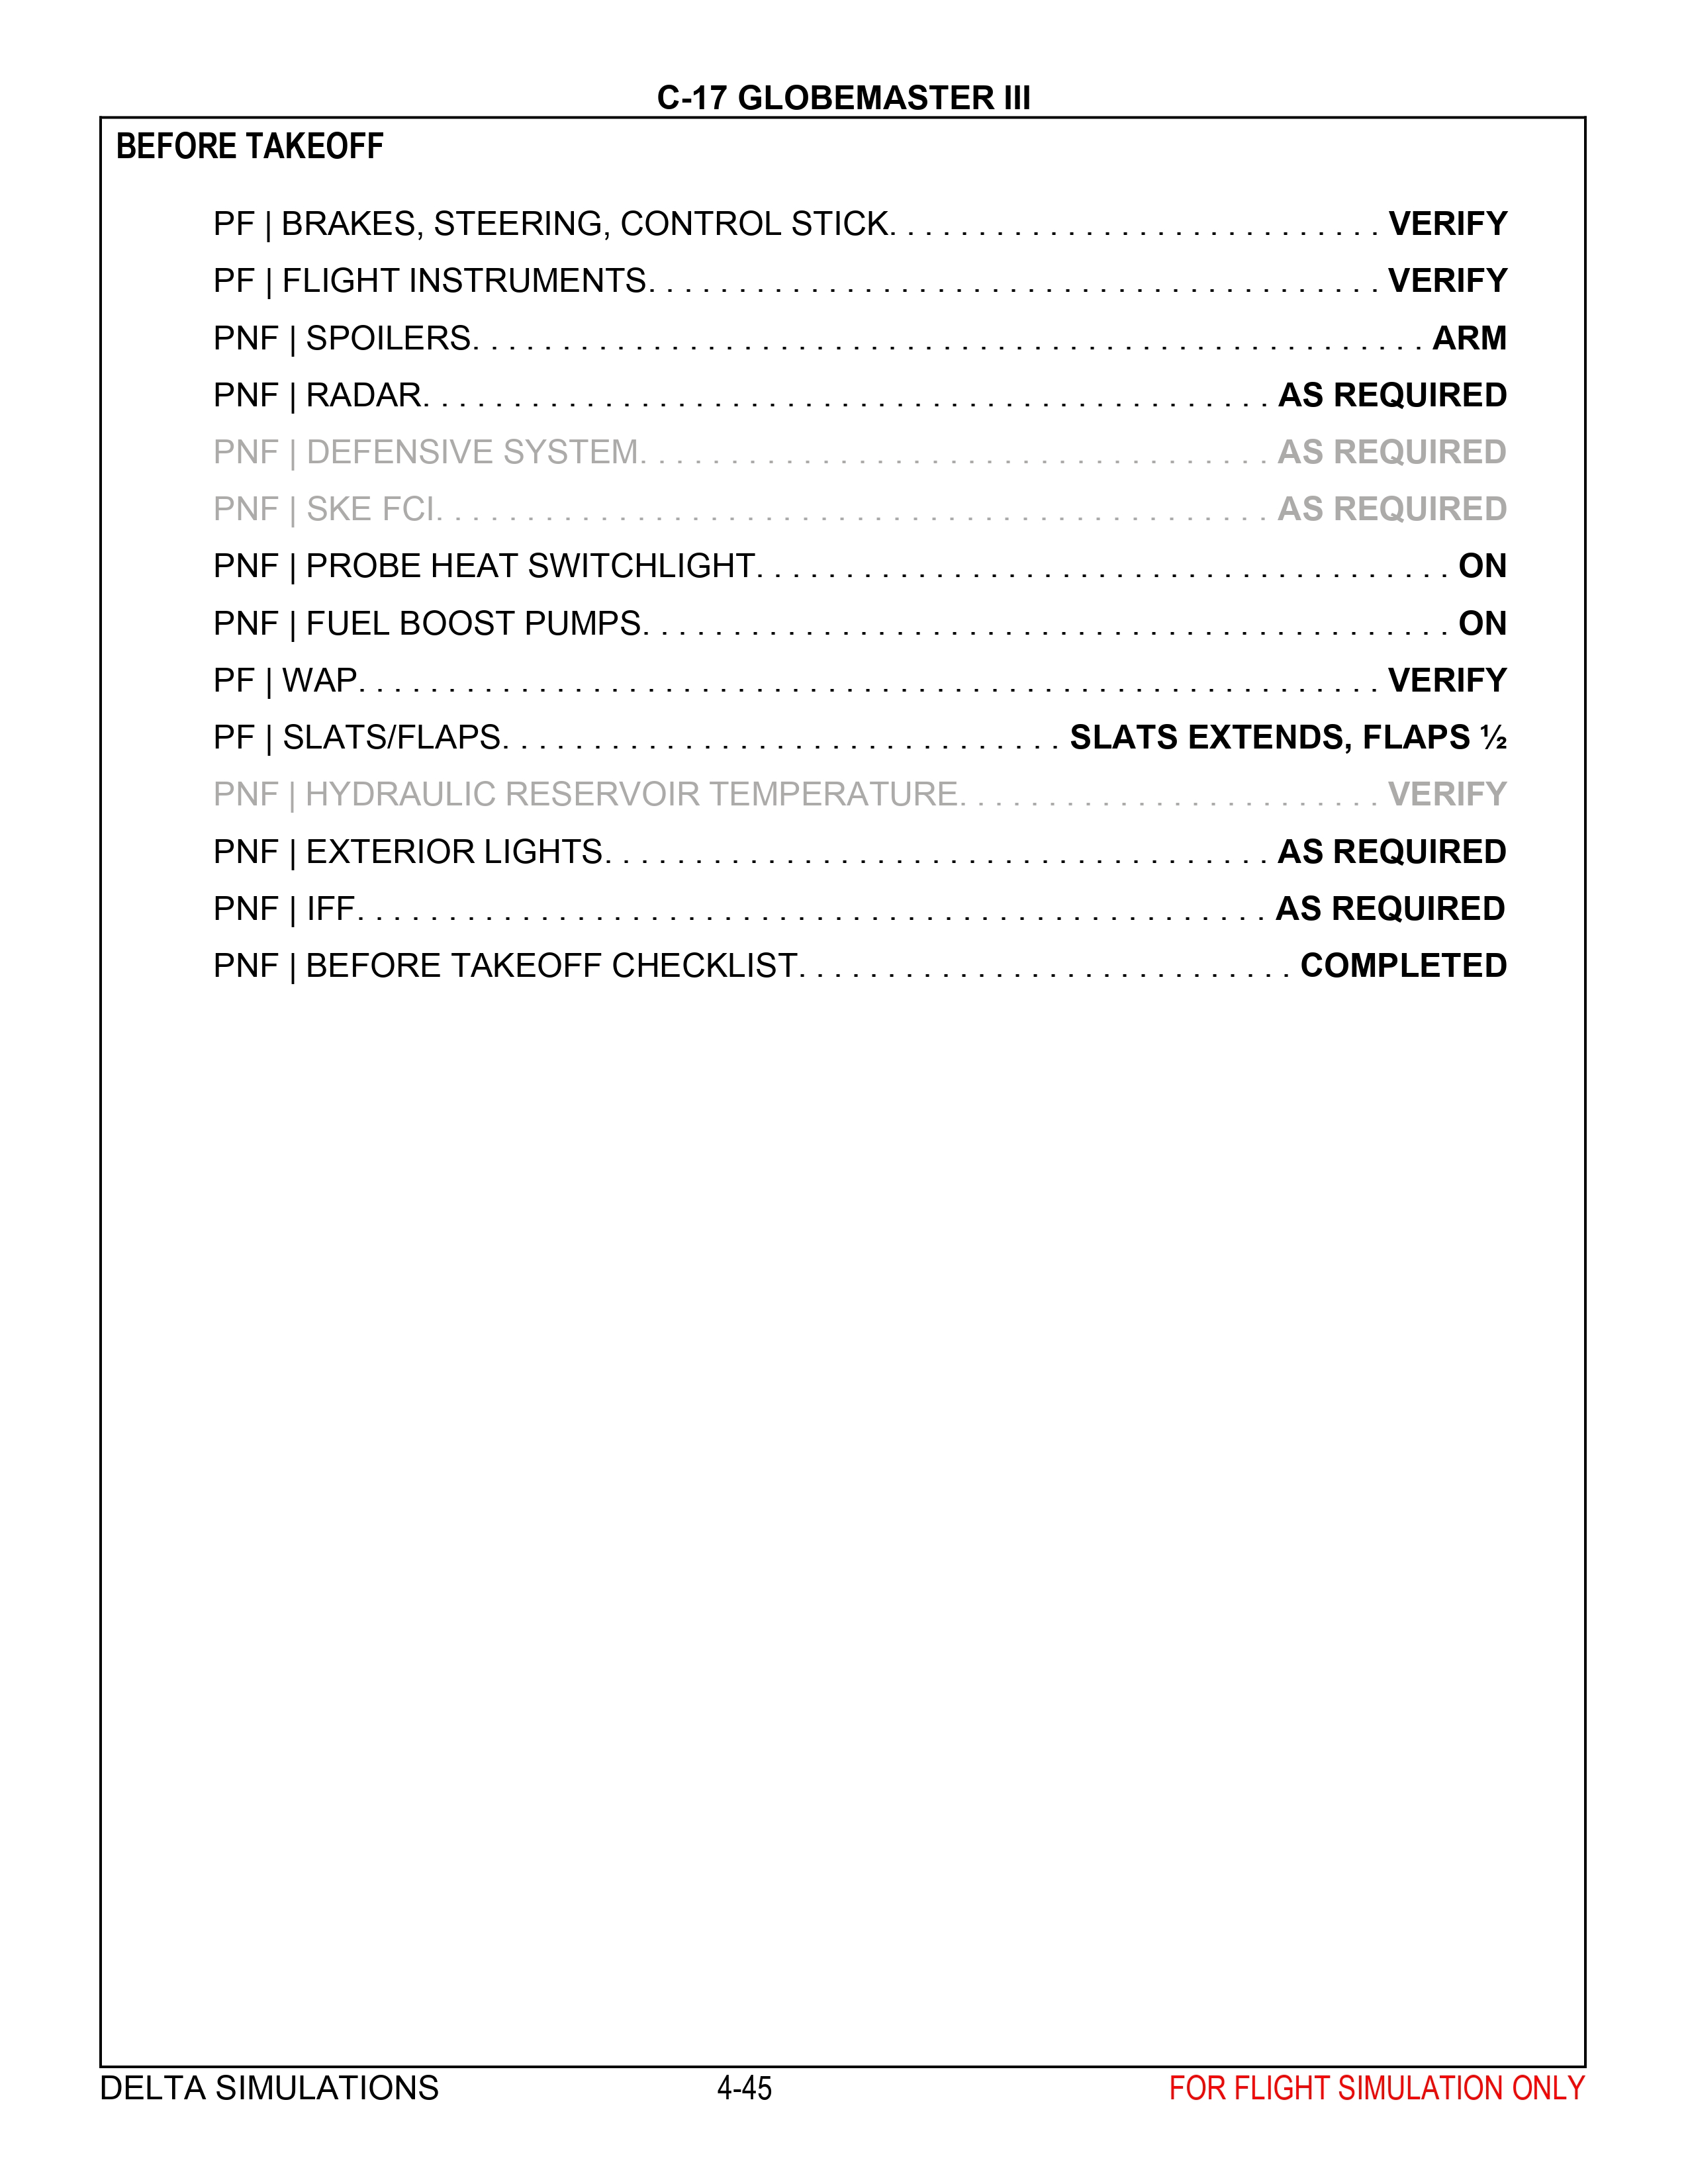 C-17 GLOBEMASTER III
BEFORE TAKEOFF
PF | BRAKES, STEERING, CONTROL STICK. . . . . . . . . . . . . . . . . . . . . . . . . . . . VERIFY
PF | FLIGHT INSTRUMENTS. . . . . . . . . . . . . . . . . . . . . . . . . . . . . . . . . . . . . . . . . VERIFY
PNF | SPOILERS. . . . . . . . . . . . . . . . . . . . . . . . . . . . . . . . . . . . . . . . . . . . . . . . . . . . . ARM
PNF | RADAR. . . . . . . . . . . . . . . . . . . . . . . . . . . . . . . . . . . . . . . . . . . . . . . AS REQUIRED
PNF | DEFENSIVE SYSTEM. . . . . . . . . . . . . . . . . . . . . . . . . . . . . . . . . . . AS REQUIRED
PNF | SKE FCI. . . . . . . . . . . . . . . . . . . . . . . . . . . . . . . . . . . . . . . . . . . . . . AS REQUIRED
PNF | PROBE HEAT SWITCHLIGHT. . . . . . . . . . . . . . . . . . . . . . . . . . . . . . . . . . . . . . . ON
PNF | FUEL BOOST PUMPS. . . . . . . . . . . . . . . . . . . . . . . . . . . . . . . . . . . . . . . . . . . . . ON
PF | WAP. . . . . . . . . . . . . . . . . . . . . . . . . . . . . . . . . . . . . . . . . . . . . . . . . . . . . . . . . VERIFY
PF | SLATS/FLAPS. . . . . . . . . . . . . . . . . . . . . . . . . . . . . . . SLATS EXTENDS, FLAPS ½
PNF | HYDRAULIC RESERVOIR TEMPERATURE. . . . . . . . . . . . . . . . . . . . . . . . VERIFY
PNF | EXTERIOR LIGHTS. . . . . . . . . . . . . . . . . . . . . . . . . . . . . . . . . . . . . AS REQUIRED
PNF | IFF. . . . . . . . . . . . . . . . . . . . . . . . . . . . . . . . . . . . . . . . . . . . . . . . . . AS REQUIRED
PNF | BEFORE TAKEOFF CHECKLIST. . . . . . . . . . . . . . . . . . . . . . . . . . . . COMPLETED
DELTA SIMULATIONS 4-45 FOR FLIGHT SIMULATION ONLY